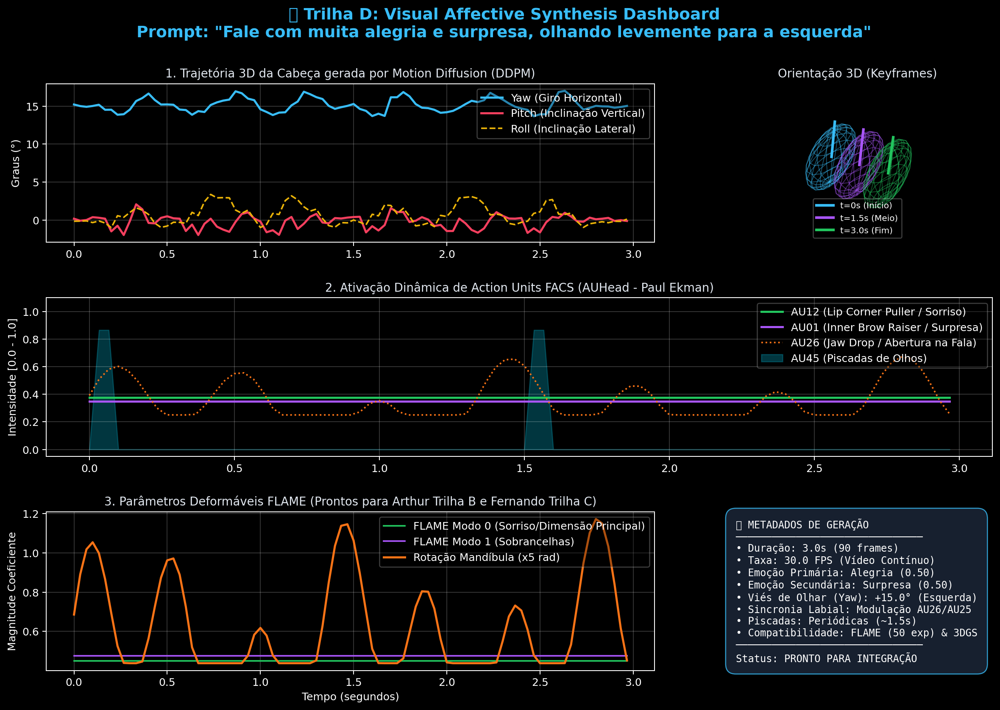 Trilha D: Visual Affective Synthesis Dashboard
Prompt: "Fale com muita alegria e surpresa, olhando levemente para a esquerda"
1. Trajetória 3D da Cabeça gerada por Motion Diffusion (DDPM)
Graus (°)
15
10
5
0
Yaw (Giro Horizontal)
Pitch (Inclinação Vertical)
Roll (Inclinação Lateral)
0.0 0.5 1.0 1.5 2.0 2.5 3.0
Orientação 3D (Keyframes)
t=0s (Início)
t=1.5s (Meio)
t=3.0s (Fim)
2. Ativação Dinâmica de Action Units FACS (AUHead - Paul Ekman)
Intensidade [0.0 - 1.0]
1.0
0.8
0.6
0.4
0.2
0.0
AU12 (Lip Corner Puller / Sorriso)
AU01 (Inner Brow Raiser / Surpresa)
AU26 (Jaw Drop / Abertura na Fala)
AU45 (Piscadas de Olhos)
0.0 0.5 1.0 1.5 2.0 2.5 3.0
3. Parâmetros Deformáveis FLAME (Prontos para Arthur Trilha B e Fernando Trilha C)
Magnitude Coeficiente
1.2
1.0
0.8
0.6
FLAME Modo 0 (Sorriso/Dimensão Principal)
FLAME Modo 1 (Sobrancelhas)
Rotação Mandíbula (x5 rad)
0.0 0.5 1.0 1.5 2.0 2.5 3.0
Tempo (segundos)
METADADOS DE GERAÇÃO
• Duração: 3.0s (90 frames)
• Taxa: 30.0 FPS (Vídeo Contínuo)
• Emoção Primária: Alegria (0.50)
• Emoção Secundária: Surpresa (0.50)
• Viés de Olhar (Yaw): +15.0° (Esquerda)
• Sincronia Labial: Modulação AU26/AU25
• Piscadas: Periódicas (~1.5s)
• Compatibilidade: FLAME (50 exp) & 3DGS
Status: PRONTO PARA INTEGRAÇÃO